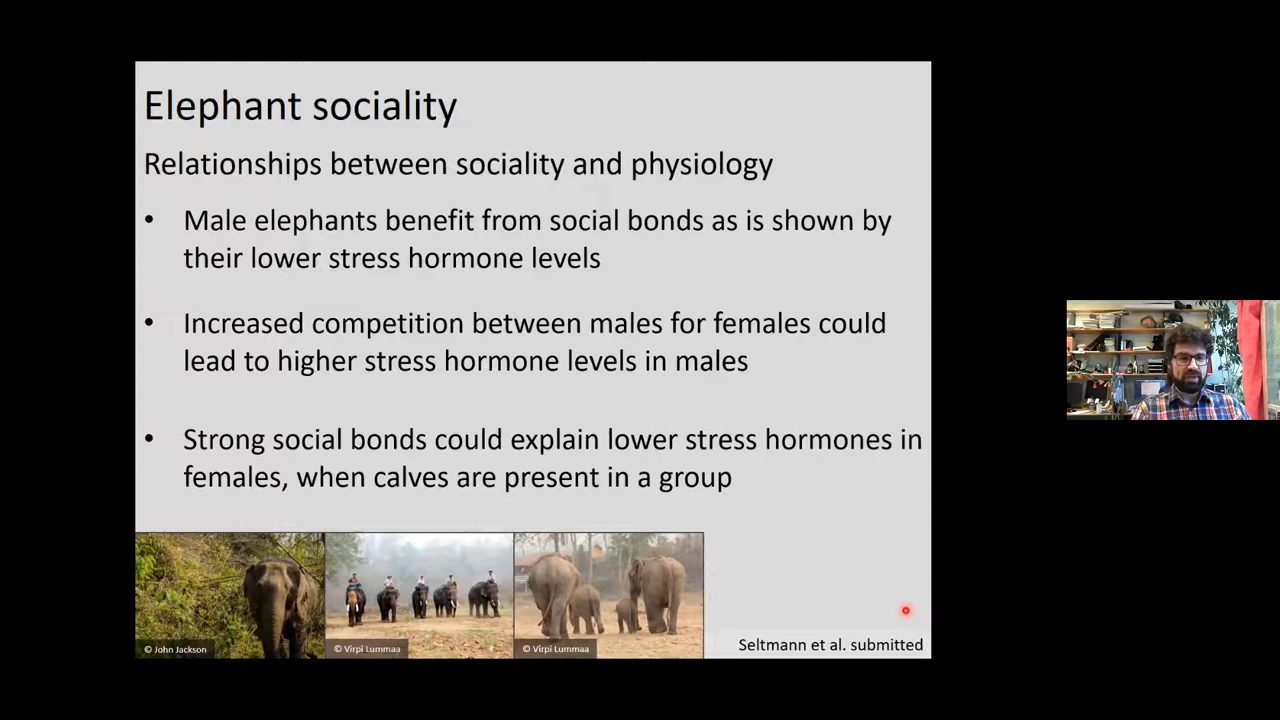 Elephant sociality
Relationships between sociality and physiology
• Male elephants benefit from social bonds as is shown by
their lower stress hormone levels
• Increased competition between males for females could
lead to higher stress hormone levels in males
• Strong social bonds could explain lower stress hormones in
females, when calves are present in a group
© John Jackson
© Virpi Lummaa
© Virpi Lummaa
Seltmann et al. submitted